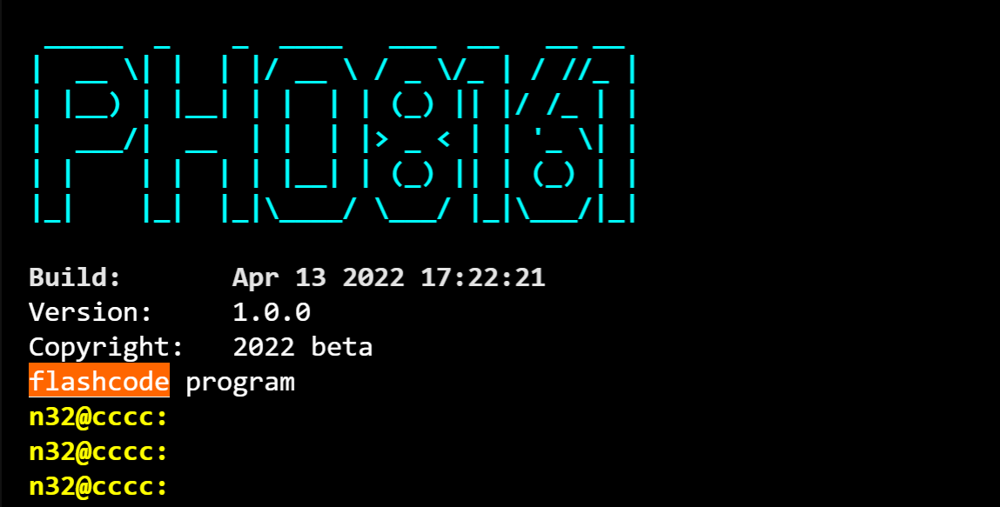 PHO8161
Build: Apr 13 2022 17:22:21
Version: 1.0.0
Copyright: 2022 beta
flashcode program
n32@cccc:
n32@cccc:
n32@cccc: